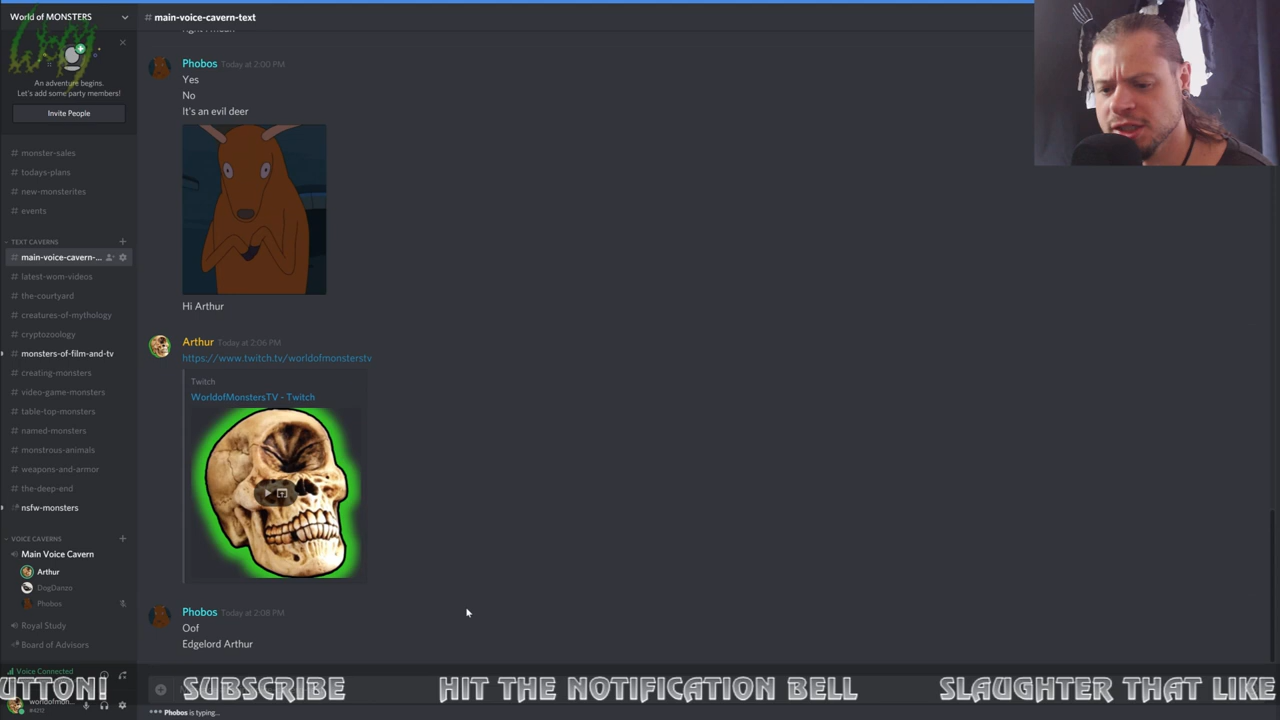 World of MONSTERS
# main-voice-cavern-text
An adventure begins.
Let's add some party members!
Invite People
# monster-sales
# todays-plans
# new-monsterites
# events
TEXT CAVERNS
# main-voice-cavern-...
# latest-wom-videos
# the-courtyard
# creatures-of-mythology
# cryptozoology
# monsters-of-film-and-tv
# creating-monsters
# video-game-monsters
# table-top-monsters
# named-monsters
# monstrous-animals
# weapons-and-armor
# the-deep-end
nsfw-monsters
VOICE CAVERNS
Main Voice Cavern
Arthur
DogDanzo
Phobos
Royal Study
Board of Advisors
Voice Connected
worldofmon...
#4212
Phobos Today at 2:00 PM
Yes
No
It's an evil deer
Hi Arthur
Arthur Today at 2:06 PM
https://www.twitch.tv/worldofmonsterstv
Twitch
WorldofMonstersTV - Twitch
Phobos Today at 2:08 PM
Oof
Edgelord Arthur
UTTON! SUBSCRIBE HIT THE NOTIFICATION BELL SLAUGHTER THAT LIKE
Phobos is typing...